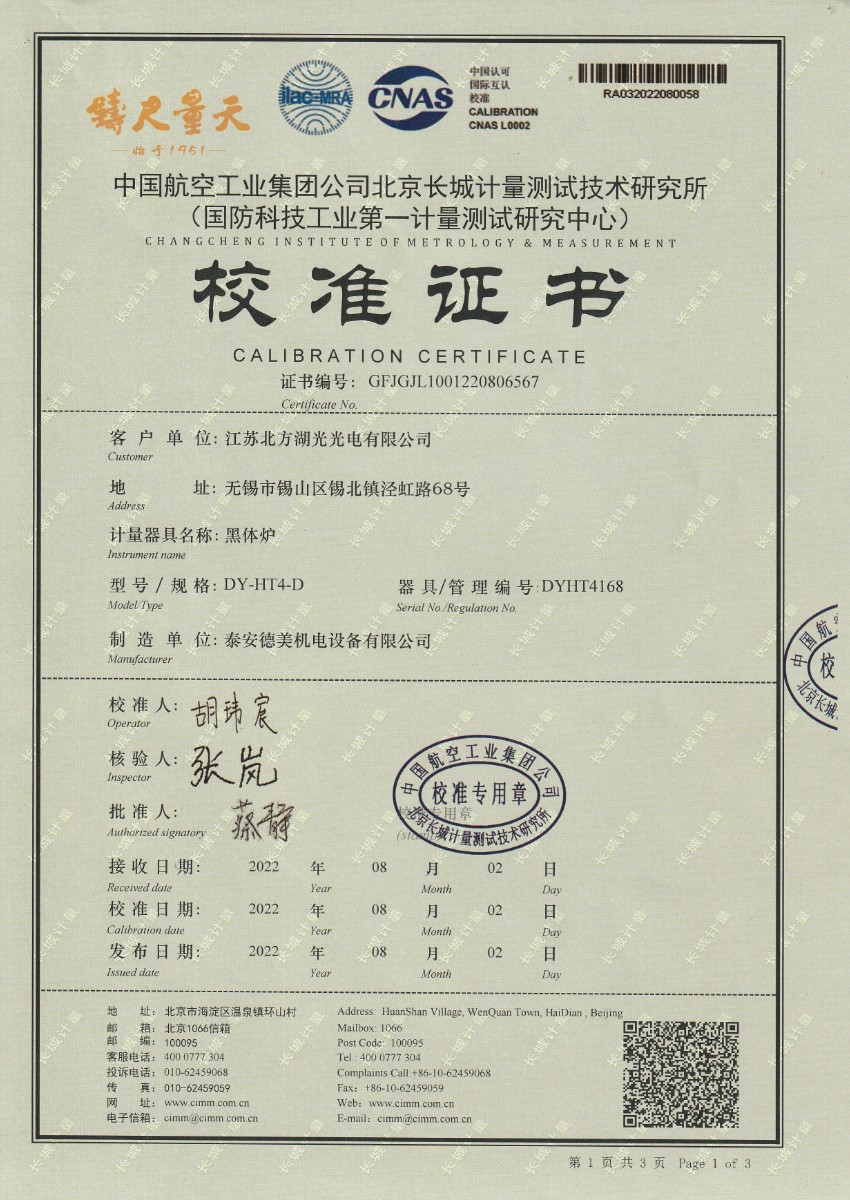 鑄尺量天
始于1951
ilac-MRA
CNAS
中国认可
国际互认
校准
CALIBRATION
CNAS L0002
RA032022080058
中国航空工业集团公司北京长城计量测试技术研究所
（国防科技工业第一计量测试研究中心）
CHANGCHENG INSTITUTE OF METROLOGY & MEASUREMENT
校准证书
CALIBRATION CERTIFICATE
证书编号: GFJGJL1001220806567
Certificate No.
客户单位: 江苏北方湖光光电有限公司
Customer
地址: 无锡市锡山区锡北镇泾虹路68号
Address
计量器具名称: 黑体炉
Instrument name
型号/规格: DY-HT4-D 器具/管理编号: DYHT4168
Model/Type Serial No./Regulation No.
制造单位: 泰安德美机电设备有限公司
Manufacturer
校准人: 胡玮宸
Operator
核验人: 张岚
Inspector
批准人: 蔡静
Authorized signatory
中国航空工业集团公司
校准专用章
北京长城计量测试技术研究所
接收日期: 2022 年 08 月 02 日
Received date Year Month Day
校准日期: 2022 年 08 月 02 日
Caltbration date Year Month Day
发布日期: 2022 年 08 月 02 日
Issued date Year Month Day
地址: 北京市海淀区温泉镇环山村 Address: HuanShan Village, WenQuan Town, HaiDian , Beijing
邮箱: 北京1066信箱 Mailbox: 1066
邮编: 100095 Post Code: 100095
客服电话: 400 0777 304 Tel.: 400 0777 304
投诉电话: 010-62459068 Complaints Call:+86-10-62459068
传真: 010-62459059 Fax: +86-10-62459059
网址: www.cimm.com.cn Web: www.cimm.com.cn
电子信箱: cimm@cimm.com.cn E-mail: cimm@cimm.com.cn
第 1 页 共 3 页 Page 1 of 3